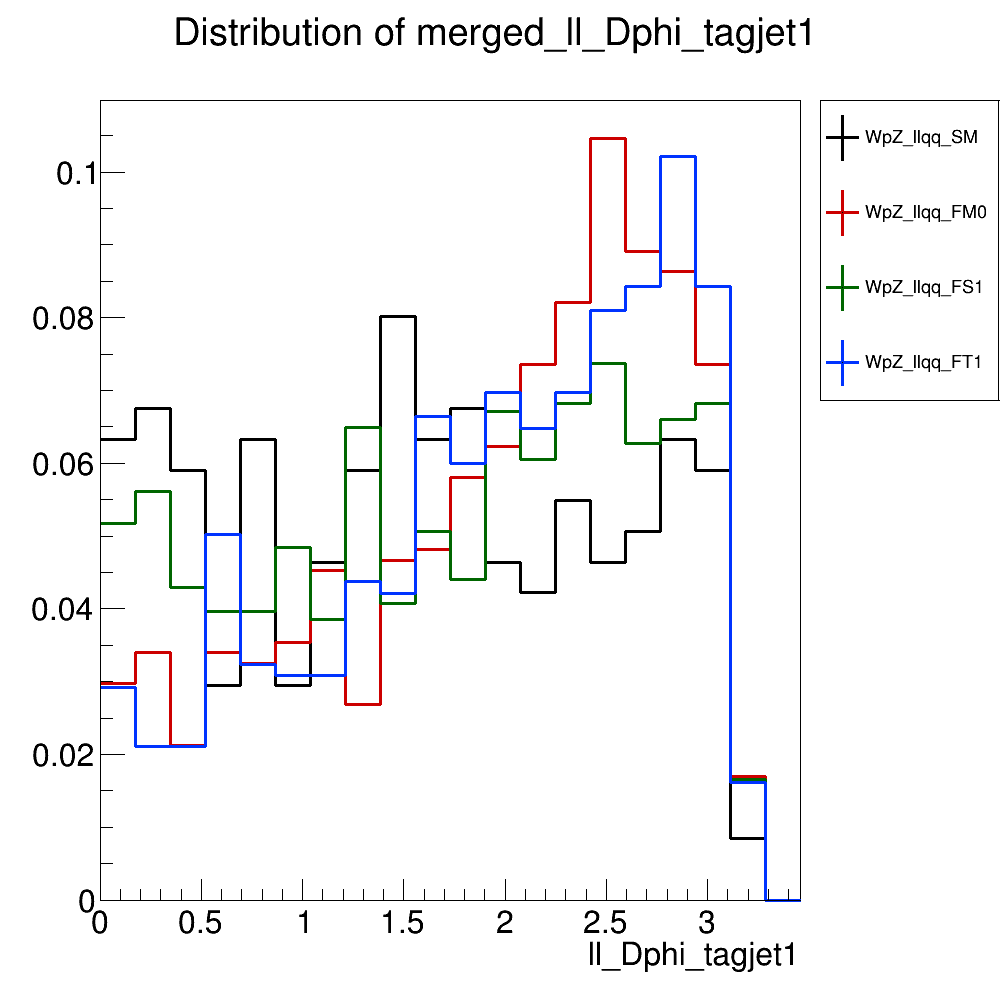 Distribution of merged_ll_Dphi_tagjet1
WpZ_llqq_SM
WpZ_llqq_FM0
WpZ_llqq_FS1
WpZ_llqq_FT1
0.1
0.08
0.06
0.04
0.02
0
0 0.5 1 1.5 2 2.5 3
ll_Dphi_tagjet1